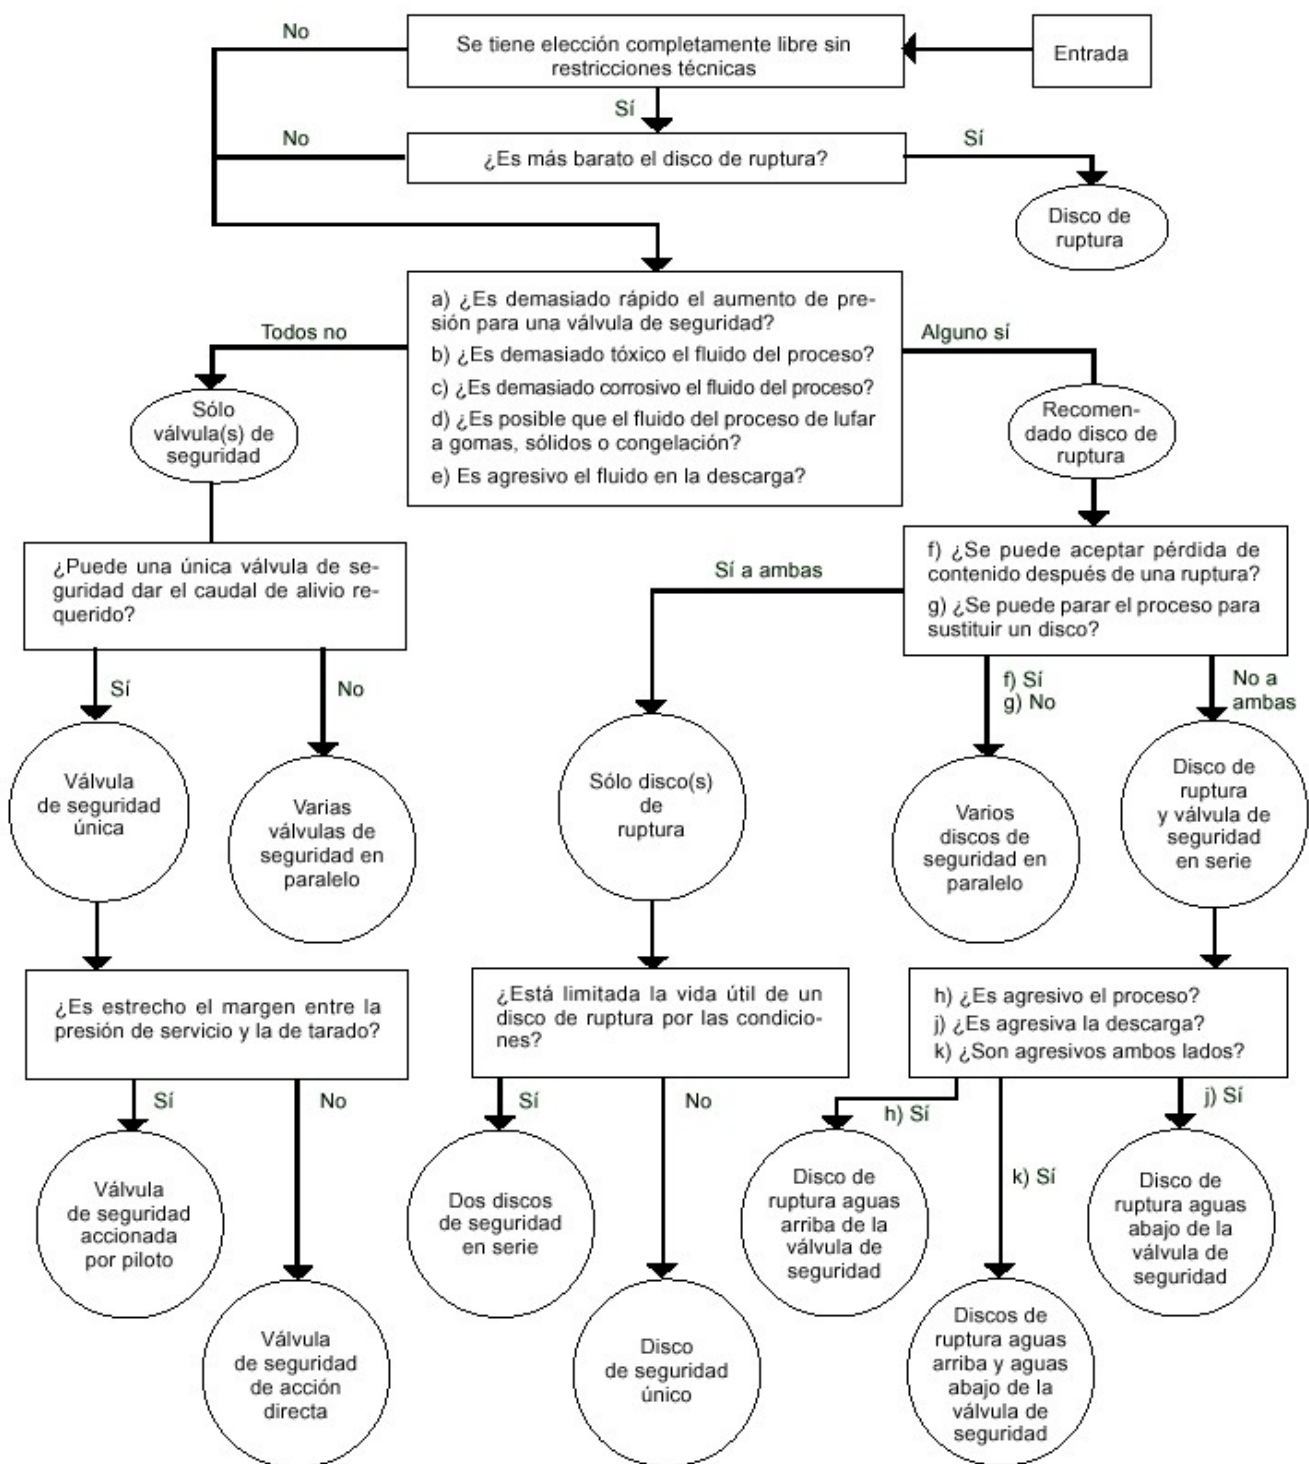 No
Se tiene elección completamente libre sin
restricciones técnicas
Entrada
Sí
No
¿Es más barato el disco de ruptura?
Sí
Disco de
ruptura
a) ¿Es demasiado rápido el aumento de pre-
sión para una válvula de seguridad?
b) ¿Es demasiado tóxico el fluido del proceso?
c) ¿Es demasiado corrosivo el fluido del proceso?
d) ¿Es posible que el fluido del proceso de lufar
a gomas, sólidos o congelación?
e) Es agresivo el fluido en la descarga?
Todos no
Alguno sí
Sólo
válvula(s) de
seguridad
Recomen-
dado disco de
ruptura
¿Puede una única válvula de se-
guridad dar el caudal de alivio re-
querido?
Sí a ambas
f) ¿Se puede aceptar pérdida de
contenido después de una ruptura?
g) ¿Se puede parar el proceso para
sustituir un disco?
Sí
No
f) Sí
g) No
No a
ambas
Válvula
de seguridad
única
Varias
válvulas de
seguridad en
paralelo
Sólo disco(s)
de
ruptura
Varios
discos de
seguridad en
paralelo
Disco de
ruptura
y válvula de
seguridad
en serie
¿Es estrecho el margen entre la
presión de servicio y la de tarado?
¿Está limitada la vida útil de un
disco de ruptura por las condicio-
nes?
h) ¿Es agresivo el proceso?
j) ¿Es agresiva la descarga?
k) ¿Son agresivos ambos lados?
Sí
No
Sí
No
h) Sí
k) Sí
j) Sí
Válvula
de seguridad
accionada
por piloto
Válvula
de seguridad
de acción
directa
Dos discos
de seguridad
en serie
Disco
de seguridad
único
Disco de
ruptura aguas
arriba de la
válvula de
seguridad
Discos de
ruptura aguas
arriba y aguas
abajo de la
válvula de
seguridad
Disco de
ruptura aguas
abajo de la
válvula de
seguridad